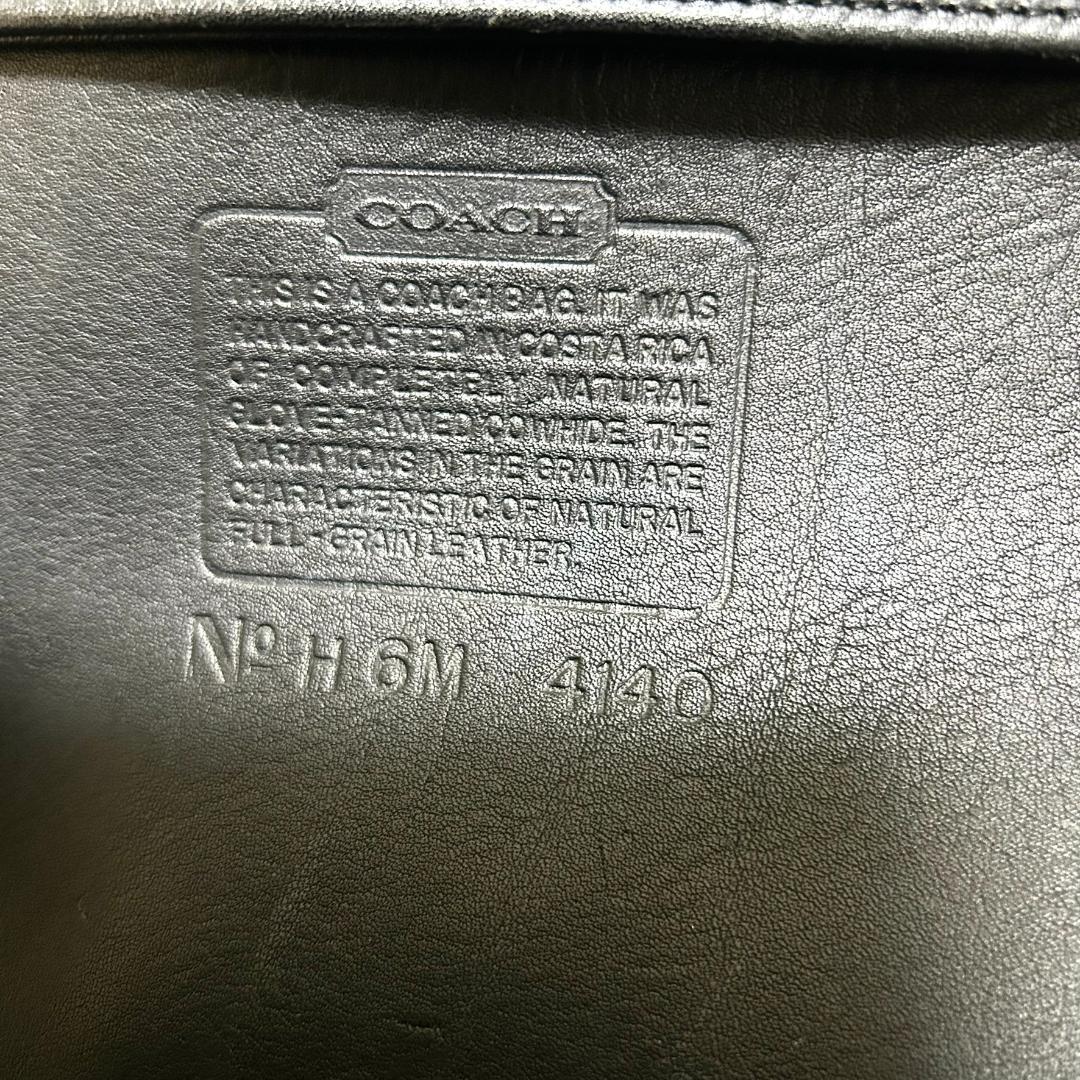 COACH
THIS IS A COACH BAG. IT WAS
HANDCRAFTED IN COSTA RICA,
OF COMPLETELY NATURAL
GLOVE-TANNED COWHIDE. THE
VARIATIONS IN THE GRAIN ARE
CHARACTERISTIC OF NATURAL
FULL-GRAIN LEATHER.
Nº H 6M 4140